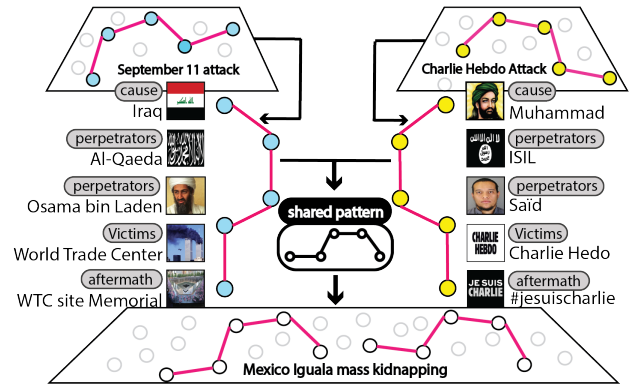 September 11 attack
Charlie Hebdo Attack
cause
Iraq
perpetrators
Al-Qaeda
perpetrators
Osama bin Laden
Victims
World Trade Center
aftermath
WTC site Memorial
shared pattern
cause
Muhammad
perpetrators
ISIL
perpetrators
Saïd
CHARLIE
HEBDO
Victims
Charlie Hedo
JE SUIS
CHARLIE
aftermath
#jesuischarlie
Mexico Iguala mass kidnapping